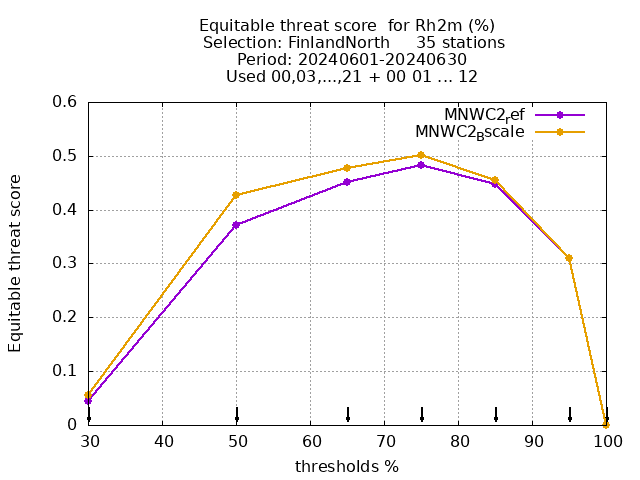 Equitable threat score  for Rh2m (%)
Selection: FinlandNorth     35 stations
Period: 20240601-20240630
Used 00,03,...,21 + 00 01 ... 12
MNWC2ref
MNWC2Bscale
0.6
0.5
0.4
0.3
0.2
0.1
0
Equitable threat score
30 40 50 60 70 80 90 100
thresholds %